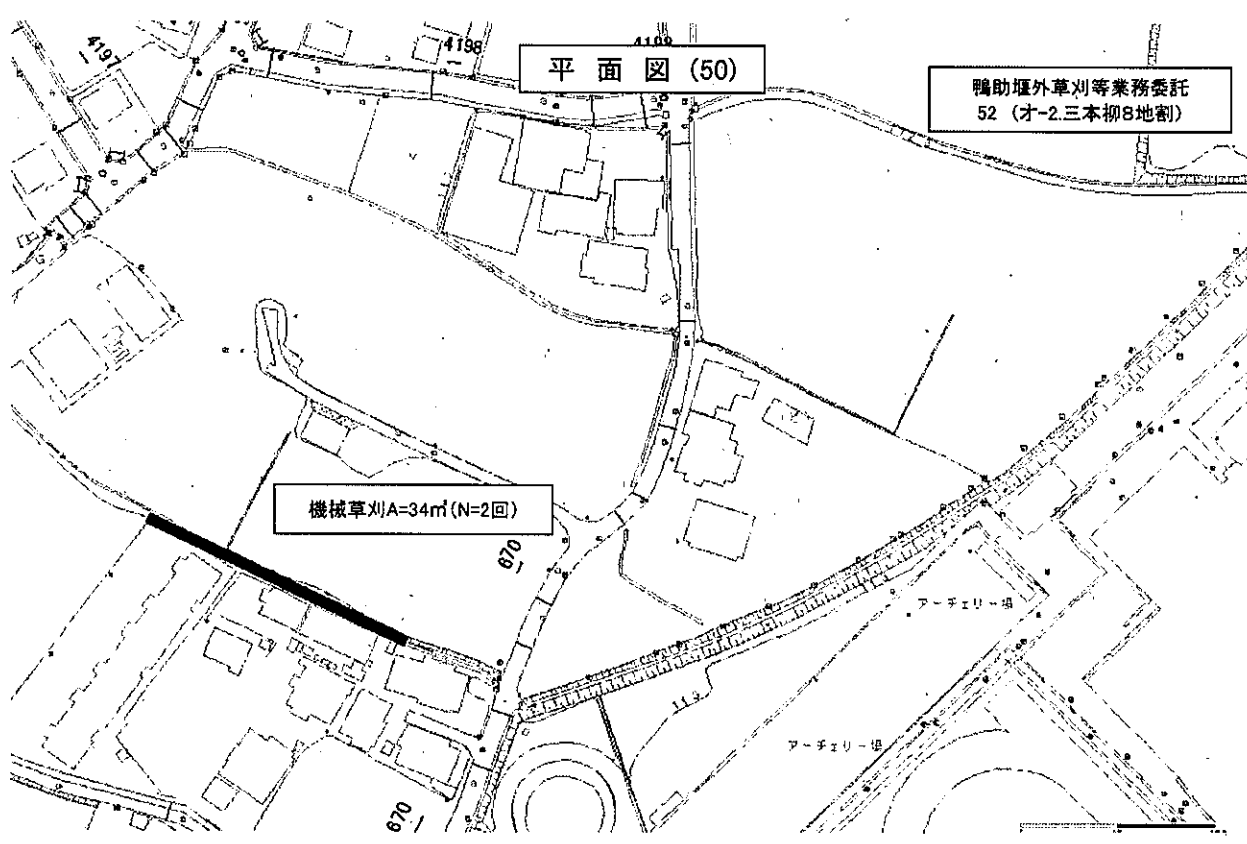 4197
4198
4198
平面図(50)
鴨助堰外草刈等業務委託
52 (オ-2.三本柳8地割)
G
機械草刈A=34㎡(N=2回)
670
アーチェリー場
アーチェリー場
670